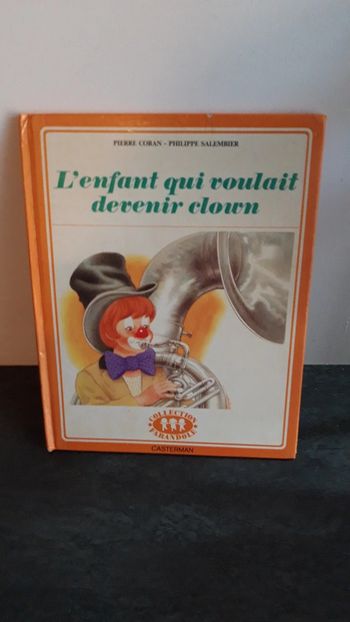 PIERRE CORAN - PHILIPPE SALEMBIER
L'enfant qui voulait
devenir clown
COLLECTION
FARANDOLE
CASTERMAN